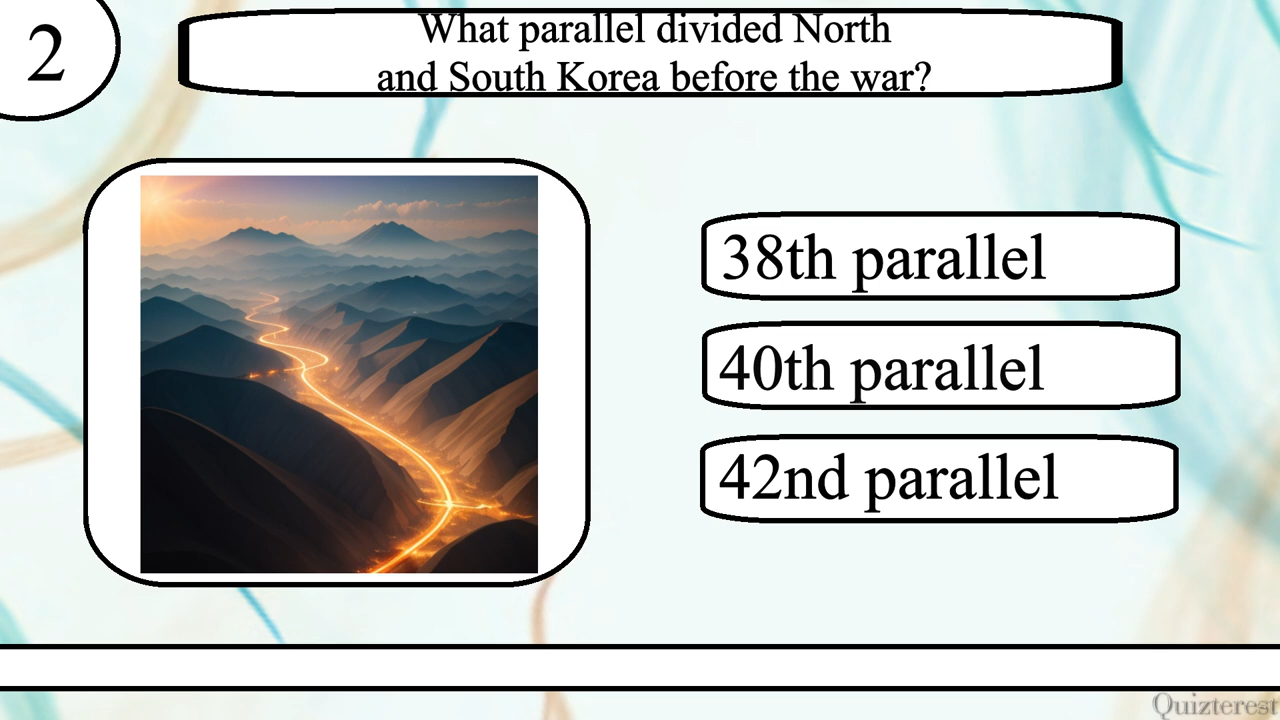 2
What parallel divided North
and South Korea before the war?
38th parallel
40th parallel
42nd parallel
Quizterest